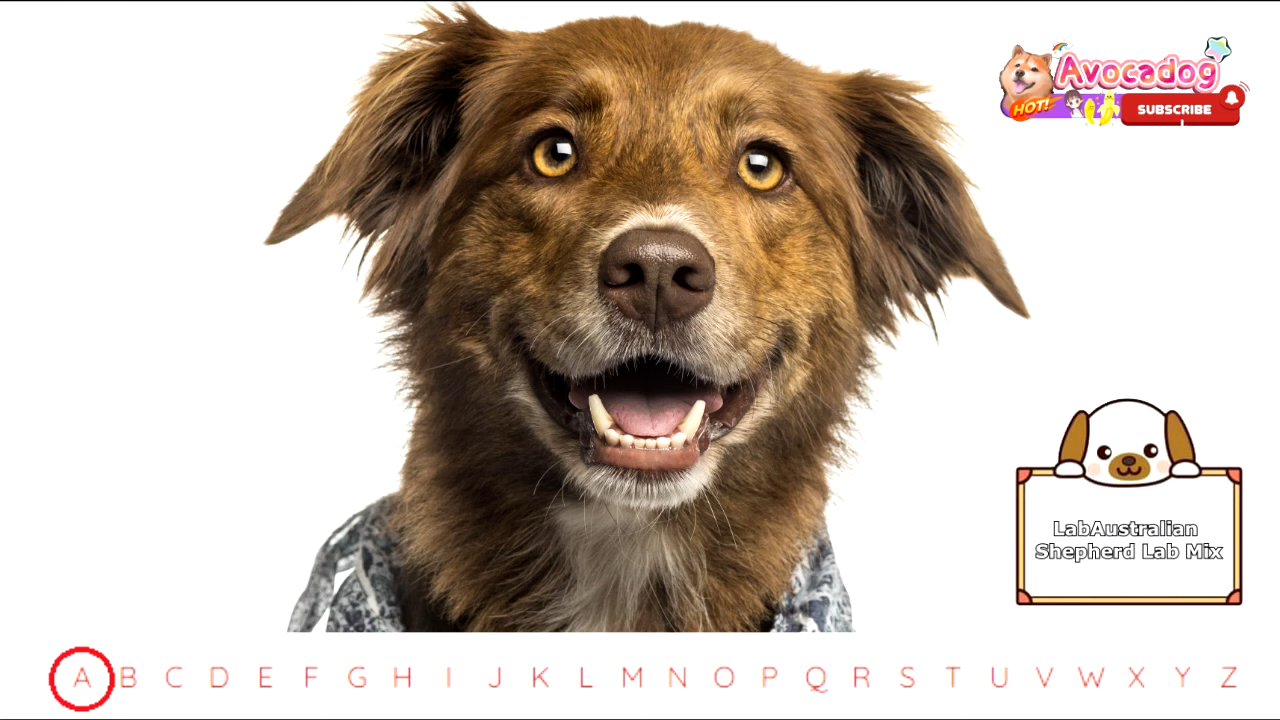 Avocadog
HOT!
SUBSCRIBE
LabAustralian
Shepherd Lab Mix
A B C D E F G H I J K L M N O P Q R S T U V W X Y Z